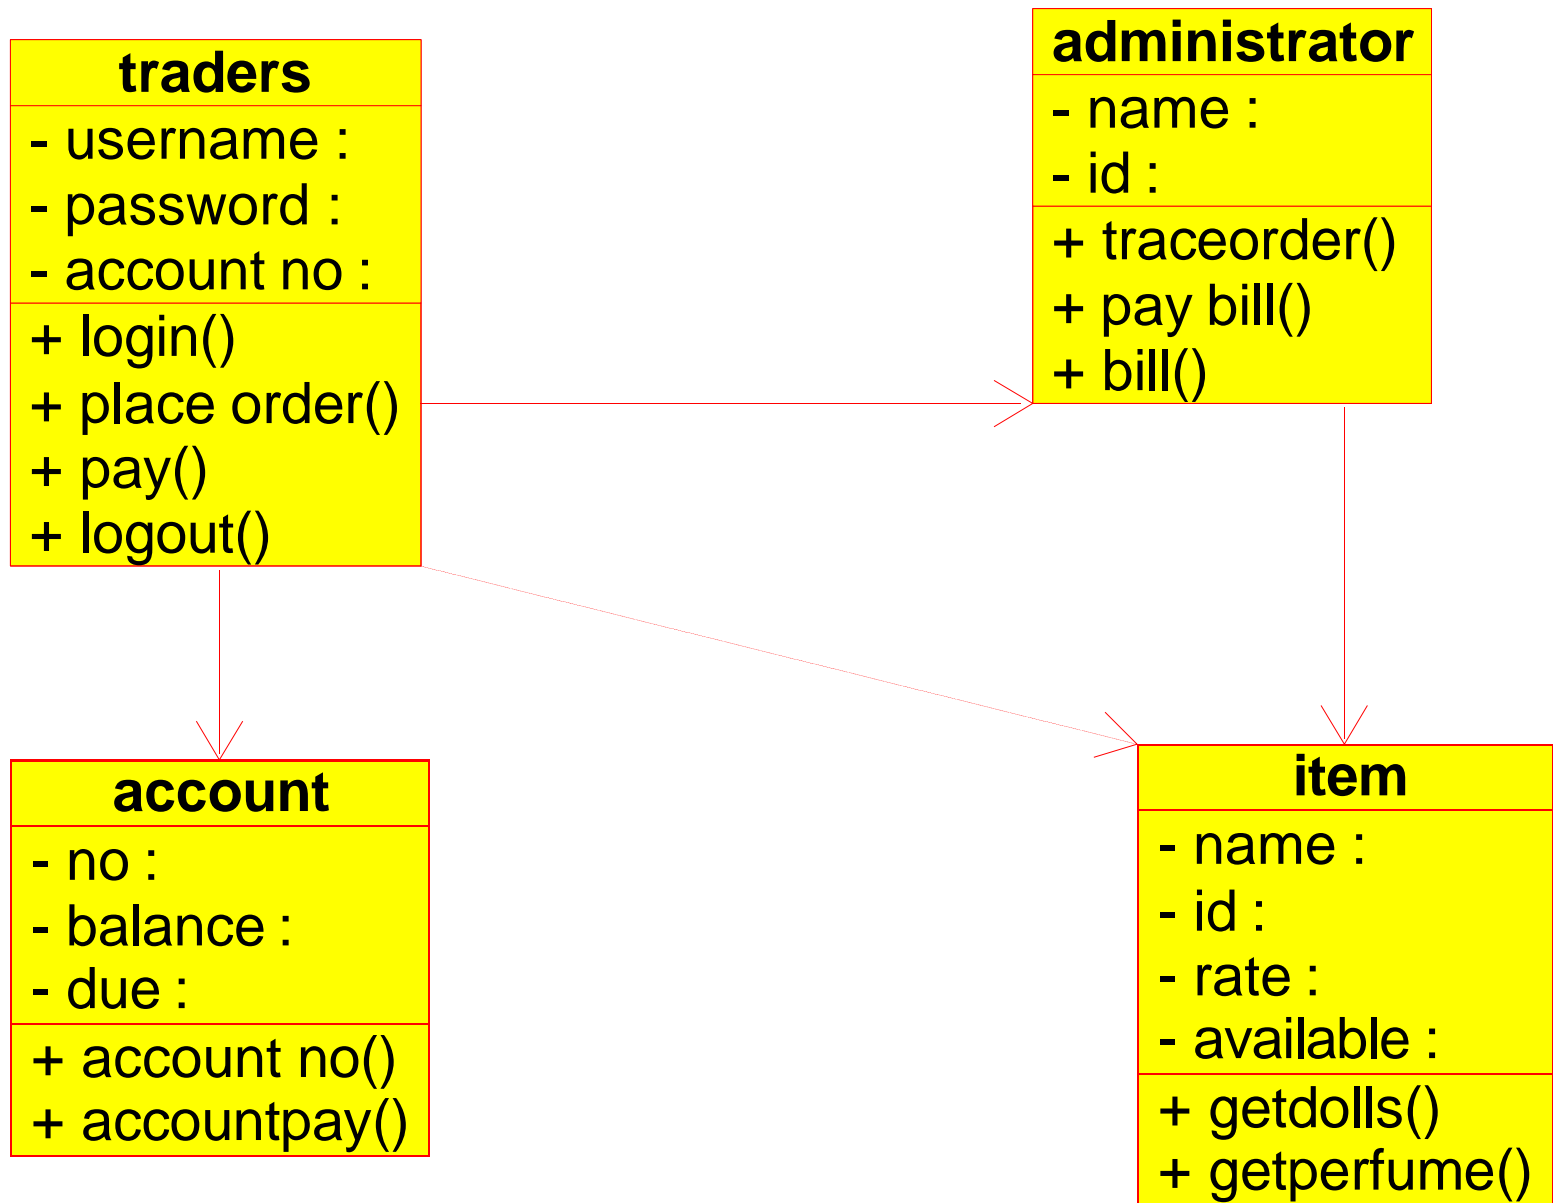 traders
- username :
- password :
- account no :
+ login()
+ place order()
+ pay()
+ logout()
administrator
- name :
- id :
+ traceorder()
+ pay bill()
+ bill()
account
- no :
- balance :
- due :
+ account no()
+ accountpay()
item
- name :
- id :
- rate :
- available :
+ getdolls()
+ getperfume()